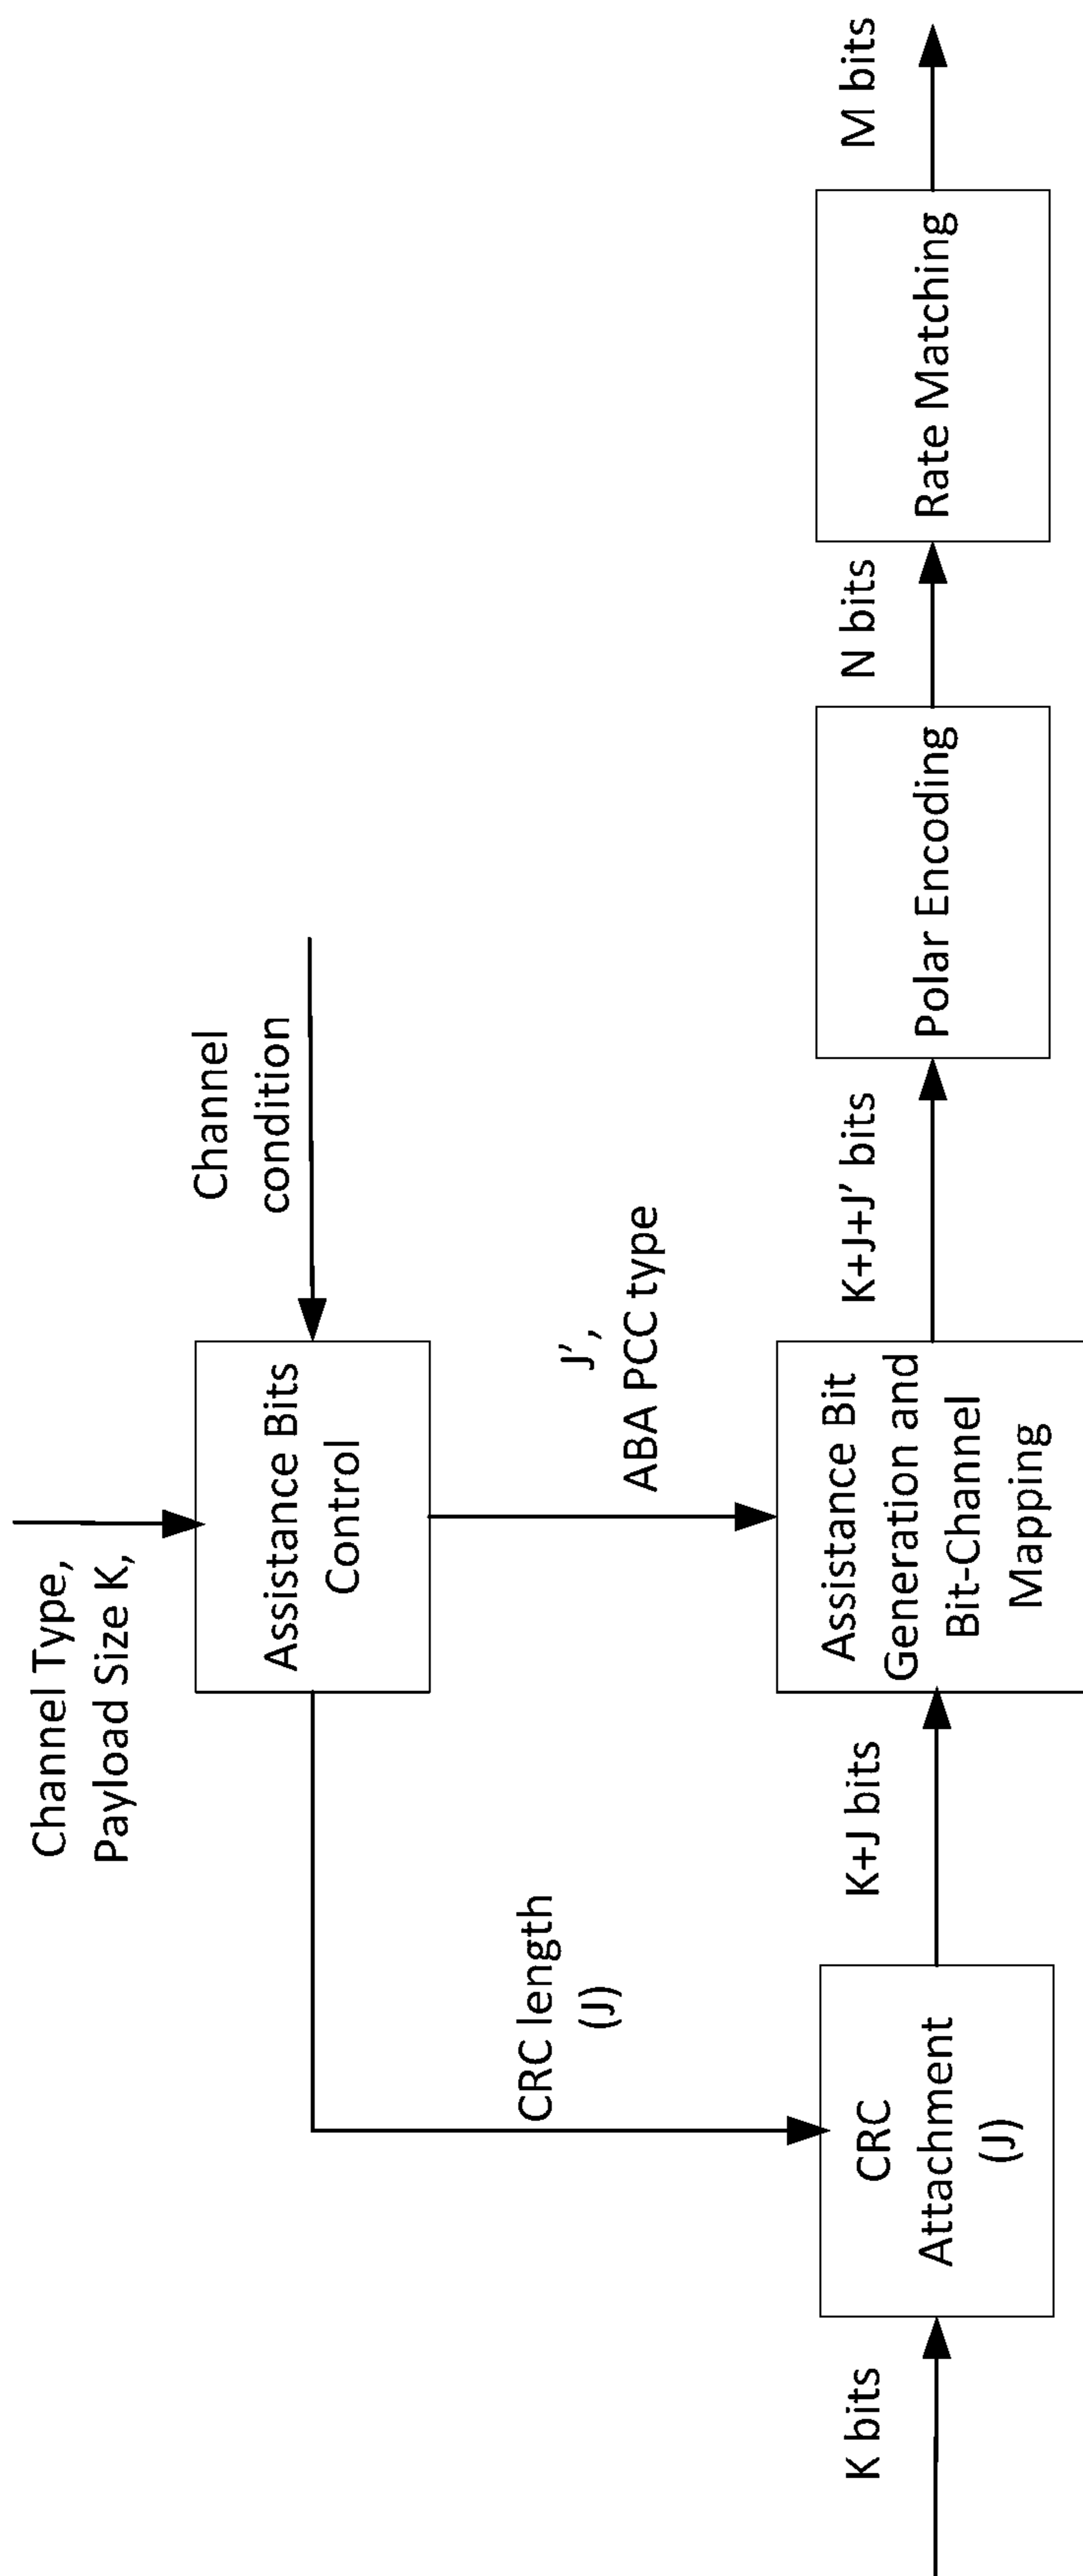 Channel Type,
Payload Size K,
Assistance Bits
Control
Channel
condition
CRC length
(J)
J’,
ABA PCC type
K bits
CRC
Attachment
(J)
K+J bits
Assistance Bit
Generation and
Bit-Channel
Mapping
K+J+J’ bits
Polar Encoding
N bits
Rate Matching
M bits